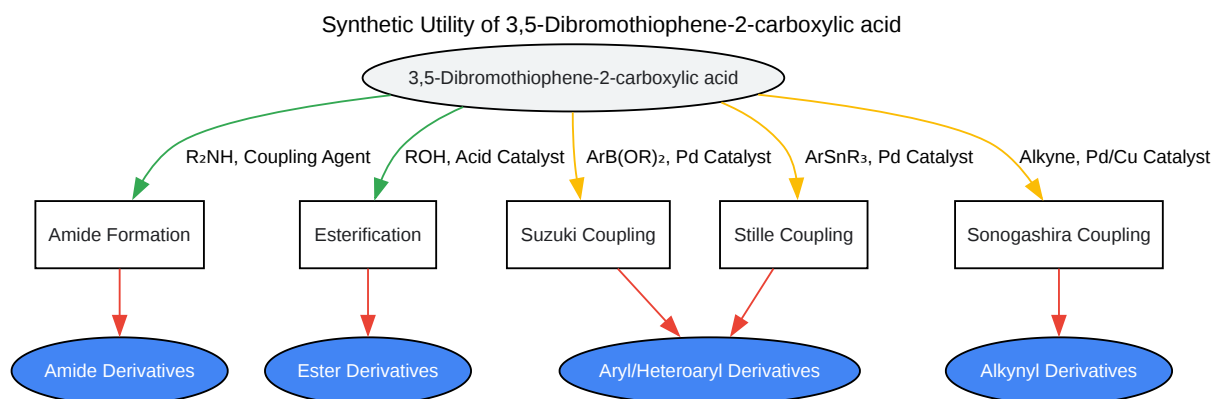 Synthetic Utility of 3,5-Dibromothiophene-2-carboxylic acid
3,5-Dibromothiophene-2-carboxylic acid
R₂NH, Coupling Agent
ROH, Acid Catalyst
ArB(OR)₂, Pd Catalyst
ArSnR₃, Pd Catalyst
Alkyne, Pd/Cu Catalyst
Amide Formation
Esterification
Suzuki Coupling
Stille Coupling
Sonogashira Coupling
Amide Derivatives
Ester Derivatives
Aryl/Heteroaryl Derivatives
Alkynyl Derivatives